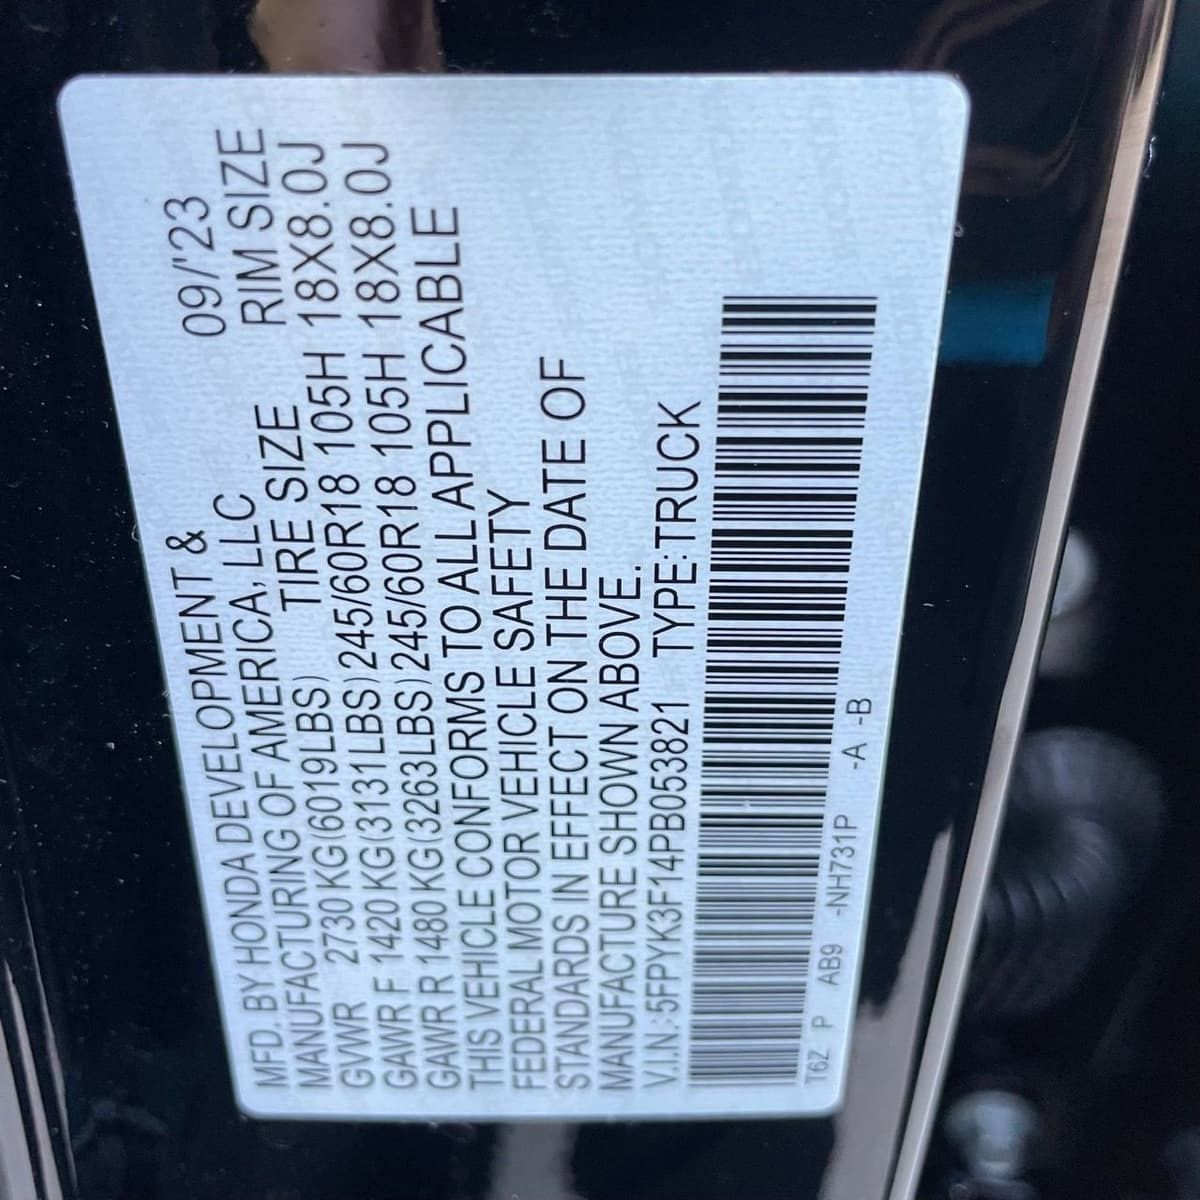 MFD. BY HONDA DEVELOPMENT & 09/'23
MANUFACTURING OF AMERICA, LLC RIM SIZE
GVWR 2730 KG (6019LBS) TIRE SIZE
GAWR F 1420 KG (3131LBS) 245/60R18 105H 18X8.0J
GAWR R 1480 KG (3263LBS) 245/60R18 105H 18X8.0J
THIS VEHICLE CONFORMS TO ALL APPLICABLE
FEDERAL MOTOR VEHICLE SAFETY
STANDARDS IN EFFECT ON THE DATE OF
MANUFACTURE SHOWN ABOVE.
V.I.N.:5FPYK3F14PB053821 TYPE:TRUCK
T6Z P AB9 -NH731P -A -B